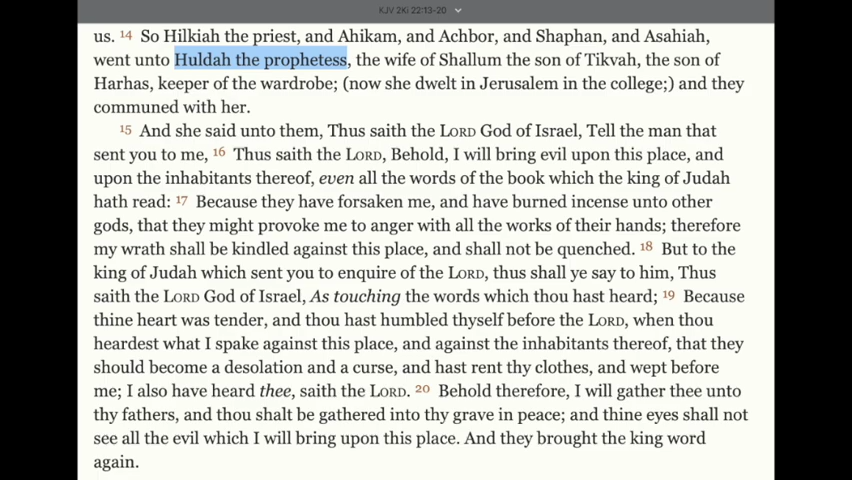 KJV 2Ki 22:13-20
us. 14 So Hilkiah the priest, and Ahikam, and Achbor, and Shaphan, and Asahiah,
went unto Huldah the prophetess, the wife of Shallum the son of Tikvah, the son of
Harhas, keeper of the wardrobe; (now she dwelt in Jerusalem in the college;) and they
communed with her.
15 And she said unto them, Thus saith the LORD God of Israel, Tell the man that
sent you to me, 16 Thus saith the LORD, Behold, I will bring evil upon this place, and
upon the inhabitants thereof, even all the words of the book which the king of Judah
hath read: 17 Because they have forsaken me, and have burned incense unto other
gods, that they might provoke me to anger with all the works of their hands; therefore
my wrath shall be kindled against this place, and shall not be quenched. 18 But to the
king of Judah which sent you to enquire of the LORD, thus shall ye say to him, Thus
saith the LORD God of Israel, As touching the words which thou hast heard; 19 Because
thine heart was tender, and thou hast humbled thyself before the LORD, when thou
heardest what I spake against this place, and against the inhabitants thereof, that they
should become a desolation and a curse, and hast rent thy clothes, and wept before
me; I also have heard thee, saith the LORD. 20 Behold therefore, I will gather thee unto
thy fathers, and thou shalt be gathered into thy grave in peace; and thine eyes shall not
see all the evil which I will bring upon this place. And they brought the king word
again.